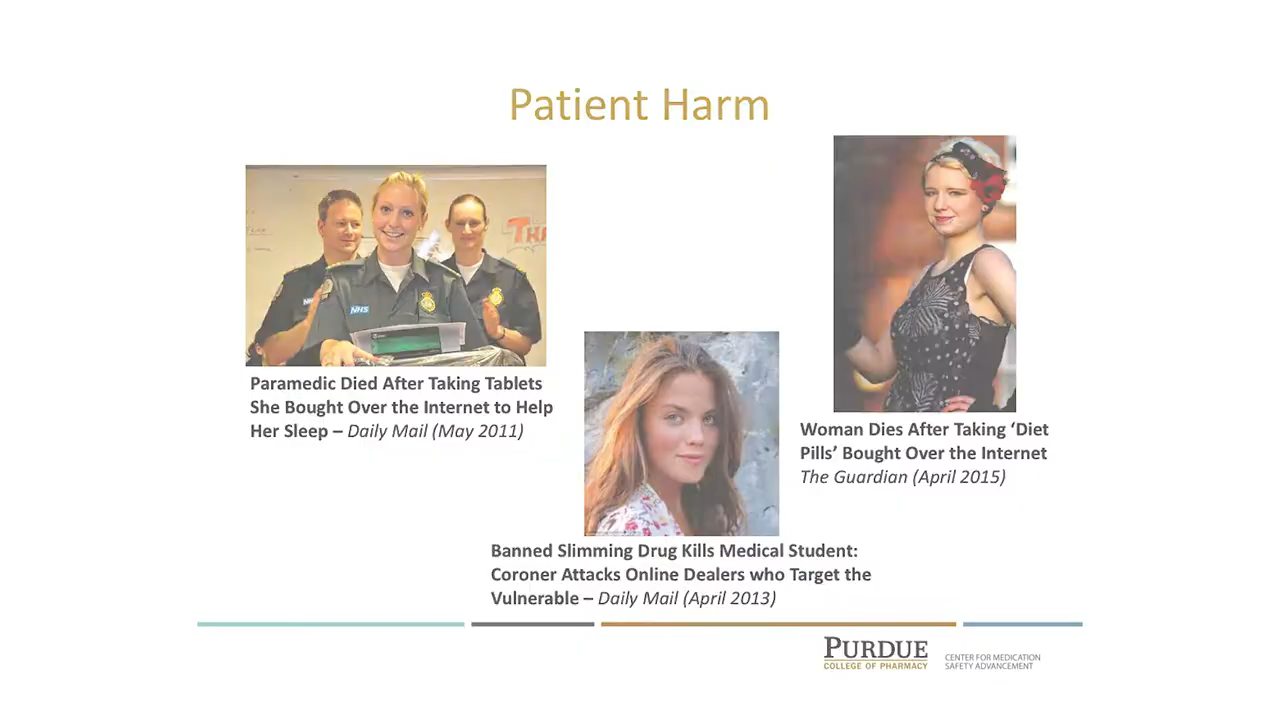 Patient Harm
THA
NHS
Paramedic Died After Taking Tablets
She Bought Over the Internet to Help
Her Sleep – Daily Mail (May 2011)
Woman Dies After Taking ‘Diet
Pills’ Bought Over the Internet
The Guardian (April 2015)
Banned Slimming Drug Kills Medical Student:
Coroner Attacks Online Dealers who Target the
Vulnerable – Daily Mail (April 2013)
PURDUE
COLLEGE OF PHARMACY
CENTER FOR MEDICATION
SAFETY ADVANCEMENT